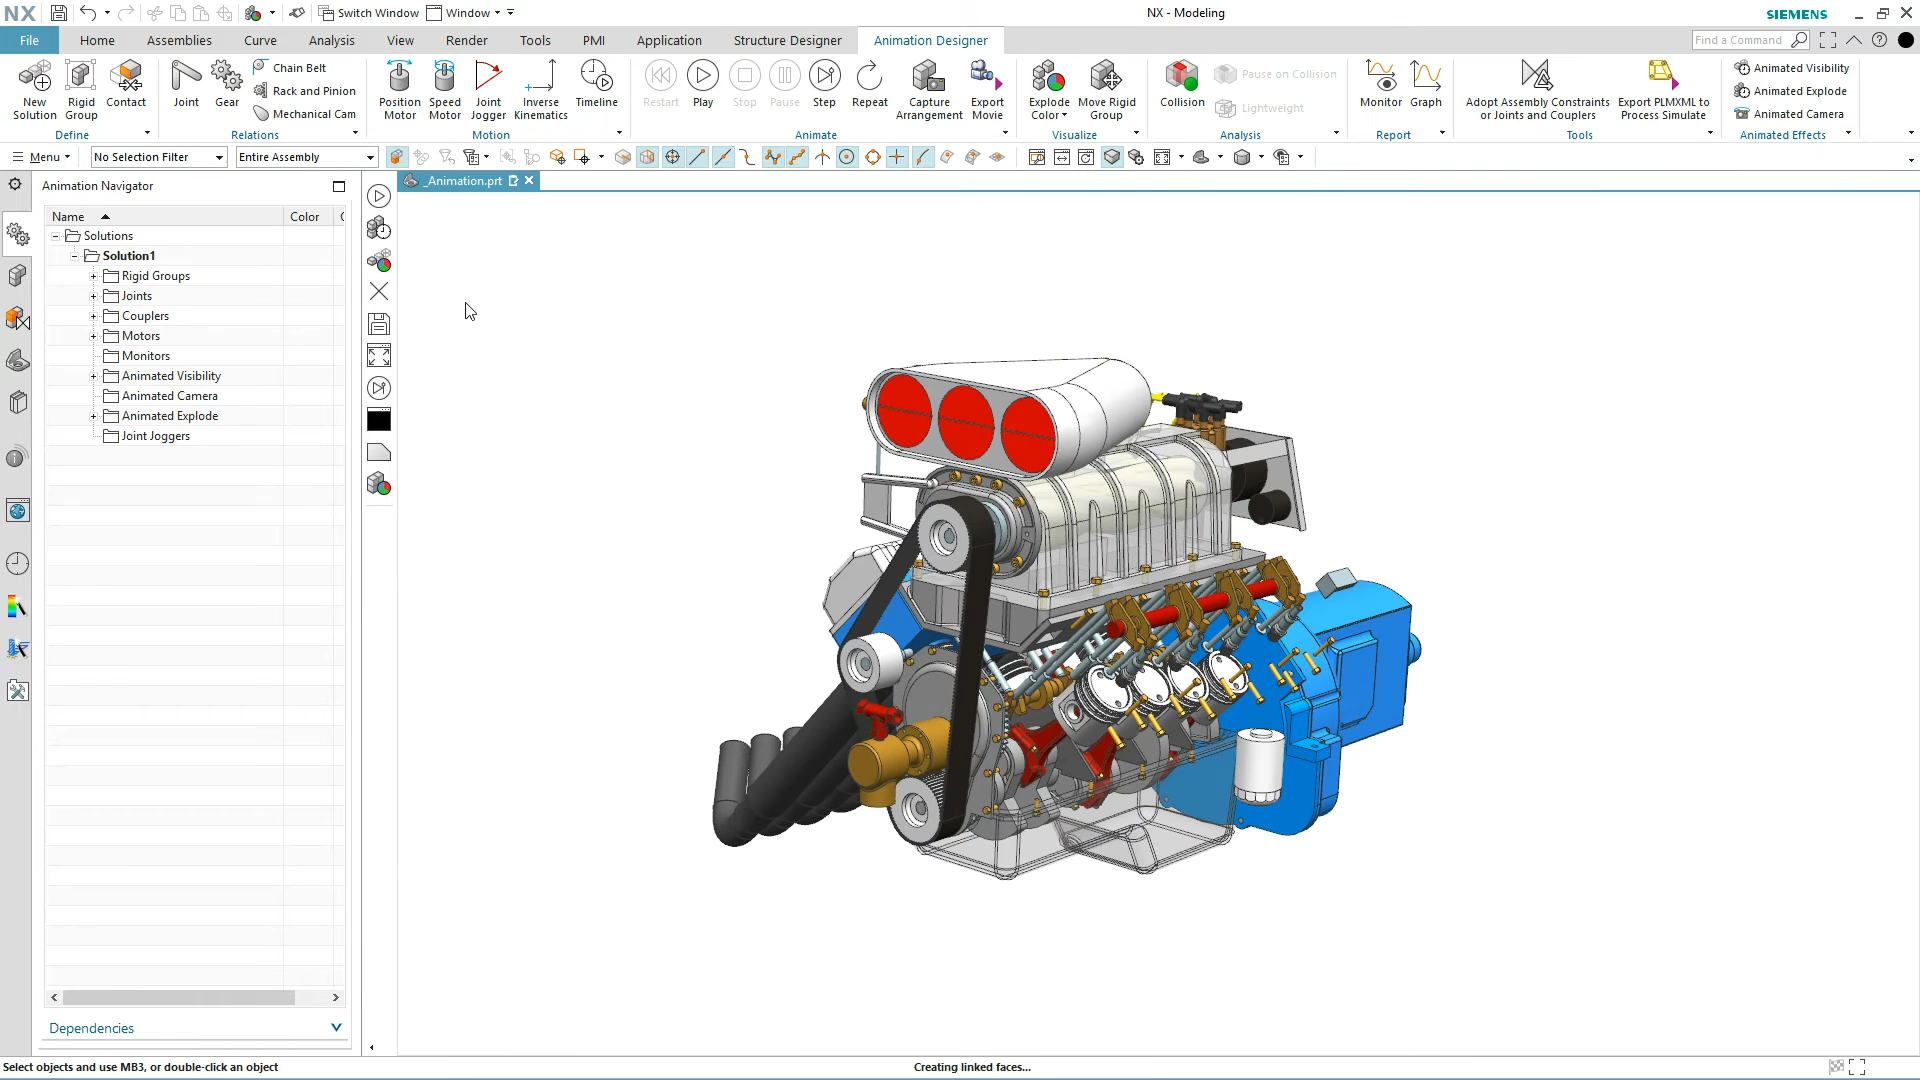 NX
Switch Window
Window
NX - Modeling
SIEMENS
File
Home
Assemblies
Curve
Analysis
View
Render
Tools
PMI
Application
Structure Designer
Animation Designer
Find a Command
New
Solution
Rigid
Group
Contact
Define
Joint
Gear
Chain Belt
Rack and Pinion
Mechanical Cam
Relations
Position
Motor
Speed
Motor
Joint
Jogger
Inverse
Kinematics
Timeline
Motion
Restart
Play
Stop
Pause
Step
Repeat
Capture
Arrangement
Export
Movie
Animate
Explode
Color
Move Rigid
Group
Visualize
Collision
Pause on Collision
Lightweight
Analysis
Monitor
Graph
Report
Adopt Assembly Constraints
or Joints and Couplers
Export PLMXML to
Process Simulate
Tools
Animated Visibility
Animated Explode
Animated Camera
Animated Effects
Menu
No Selection Filter
Entire Assembly
Animation Navigator
_Animation.prt
Name
Color
Solutions
Solution1
Rigid Groups
Joints
Couplers
Motors
Monitors
Animated Visibility
Animated Camera
Animated Explode
Joint Joggers
Dependencies
Select objects and use MB3, or double-click an object
Creating linked faces...